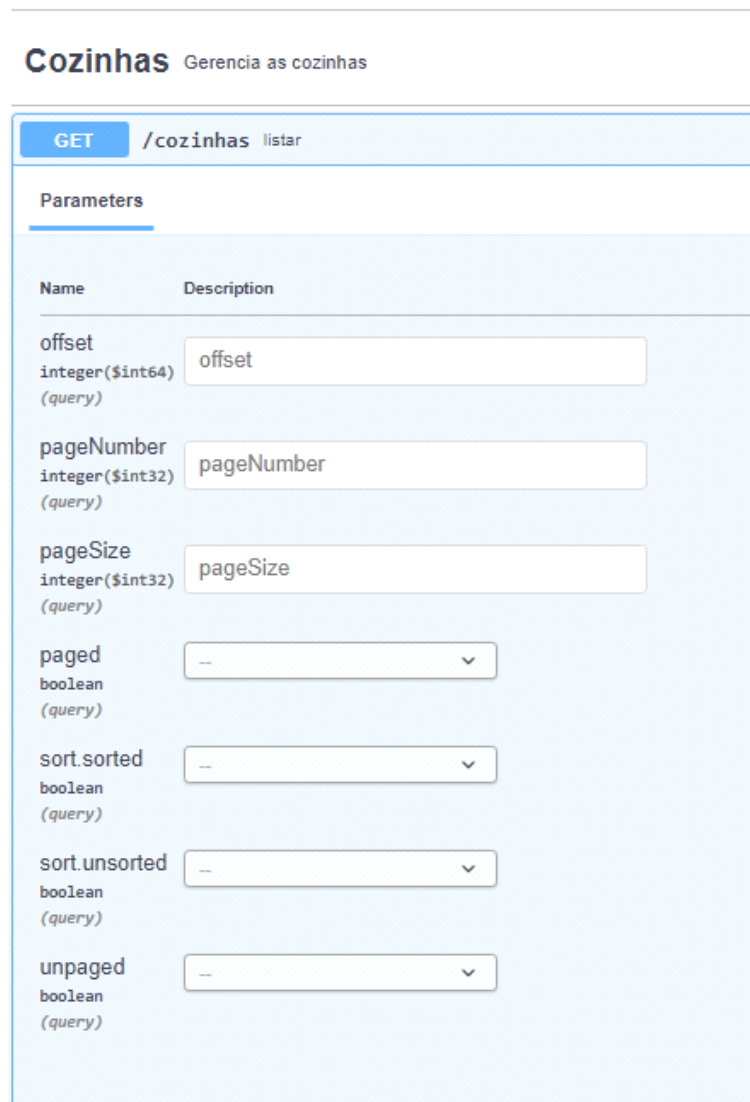 Cozinhas Gerencia as cozinhas
GET /cozinhas listar
Parameters
Name Description
offset
integer($int64)
(query)
offset
pageNumber
integer($int32)
(query)
pageNumber
pageSize
integer($int32)
(query)
pageSize
paged
boolean
(query)
--
sort.sorted
boolean
(query)
--
sort.unsorted
boolean
(query)
--
unpaged
boolean
(query)
--